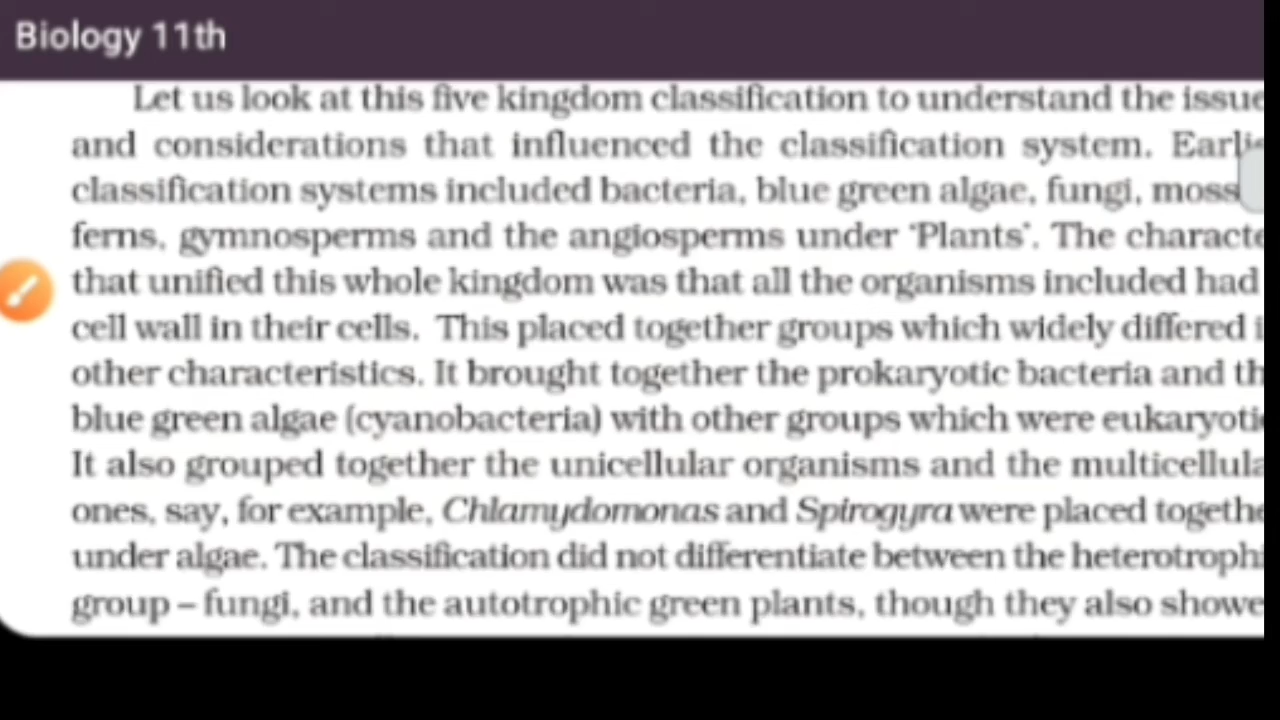 Biology 11th
Let us look at this five kingdom classification to understand the issue
and considerations that influenced the classification system. Earli
classification systems included bacteria, blue green algae, fungi, moss
ferns, gymnosperms and the angiosperms under ‘Plants’. The characte
that unified this whole kingdom was that all the organisms included had
cell wall in their cells. This placed together groups which widely differed i
other characteristics. It brought together the prokaryotic bacteria and th
blue green algae (cyanobacteria) with other groups which were eukaryoti
It also grouped together the unicellular organisms and the multicellula
ones, say, for example, Chlamydomonas and Spirogyra were placed togethe
under algae. The classification did not differentiate between the heterotrophi
group – fungi, and the autotrophic green plants, though they also showe